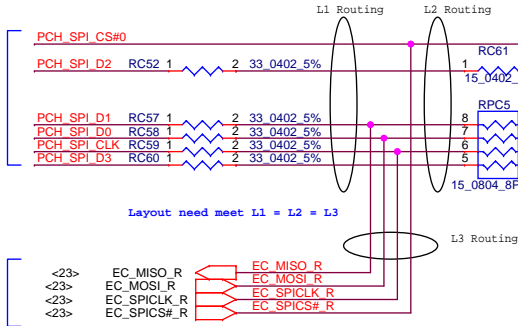 L1 Routing L2 Routing
PCH_SPI_CS#0
RC61
PCH_SPI_D2 RC52 1 2 33_0402_5% 1
15_0402_
RPC5
PCH_SPI_D1 RC57 1 2 33_0402_5% 8
PCH_SPI_D0 RC58 1 2 33_0402_5% 7
PCH_SPI_CLK RC59 1 2 33_0402_5% 6
PCH_SPI_D3 RC60 1 2 33_0402_5% 5
15_0804_8P
Layout need meet L1 = L2 = L3
L3 Routing
<23> EC_MISO_R EC_MISO_R
<23> EC_MOSI_R EC_MOSI_R
<23> EC_SPICLK_R EC_SPICLK_R
<23> EC_SPICS#_R EC_SPICS#_R